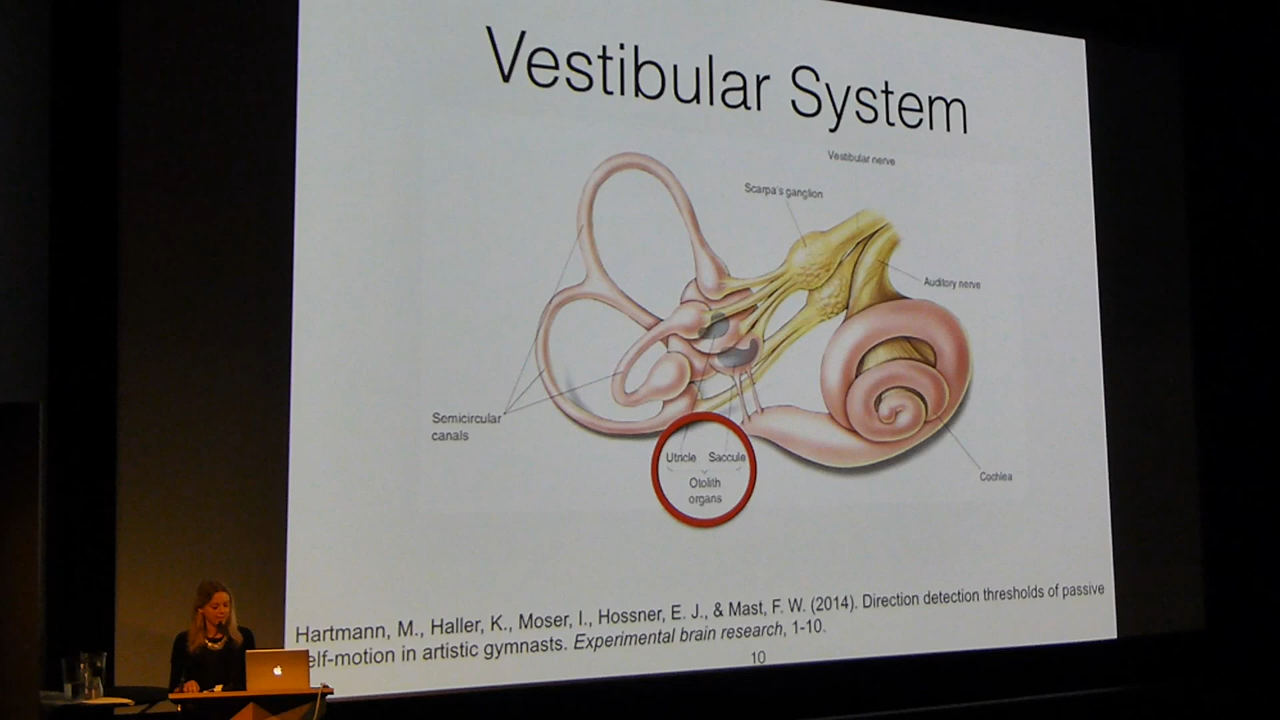 Vestibular System
Vestibular nerve
Scarpa's ganglion
Auditory nerve
Semicircular
canals
Utricle Saccule
Otolith
organs
Cochlea
Hartmann, M., Haller, K., Moser, I., Hossner, E. J., & Mast, F. W. (2014). Direction detection thresholds of passive
elf-motion in artistic gymnasts. Experimental brain research, 1-10.
10